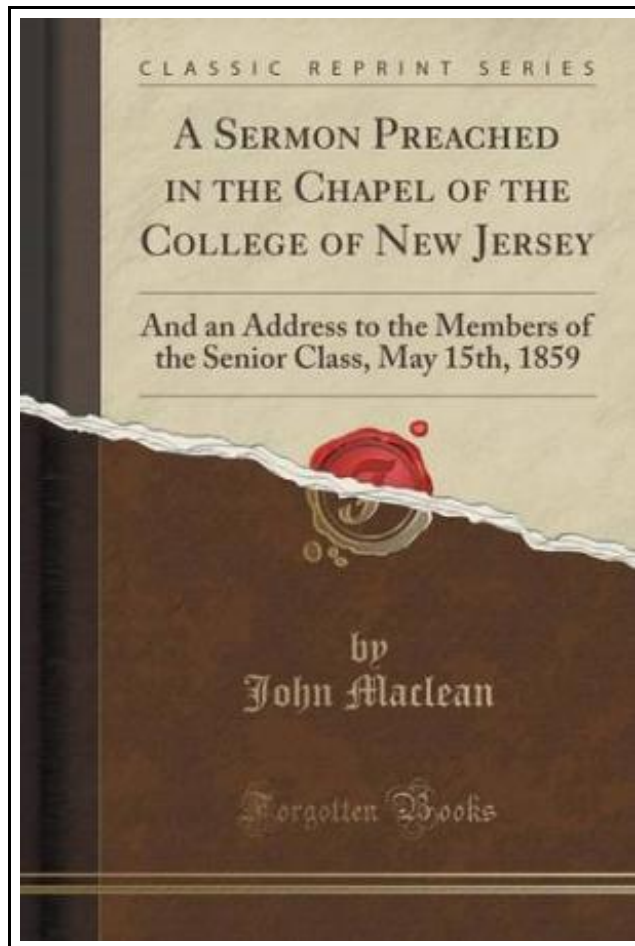 CLASSIC REPRINT SERIES
A SERMON PREACHED
IN THE CHAPEL OF THE
COLLEGE OF NEW JERSEY
And an Address to the Members of
the Senior Class, May 15th, 1859
by
John Maclean
Forgotten Books